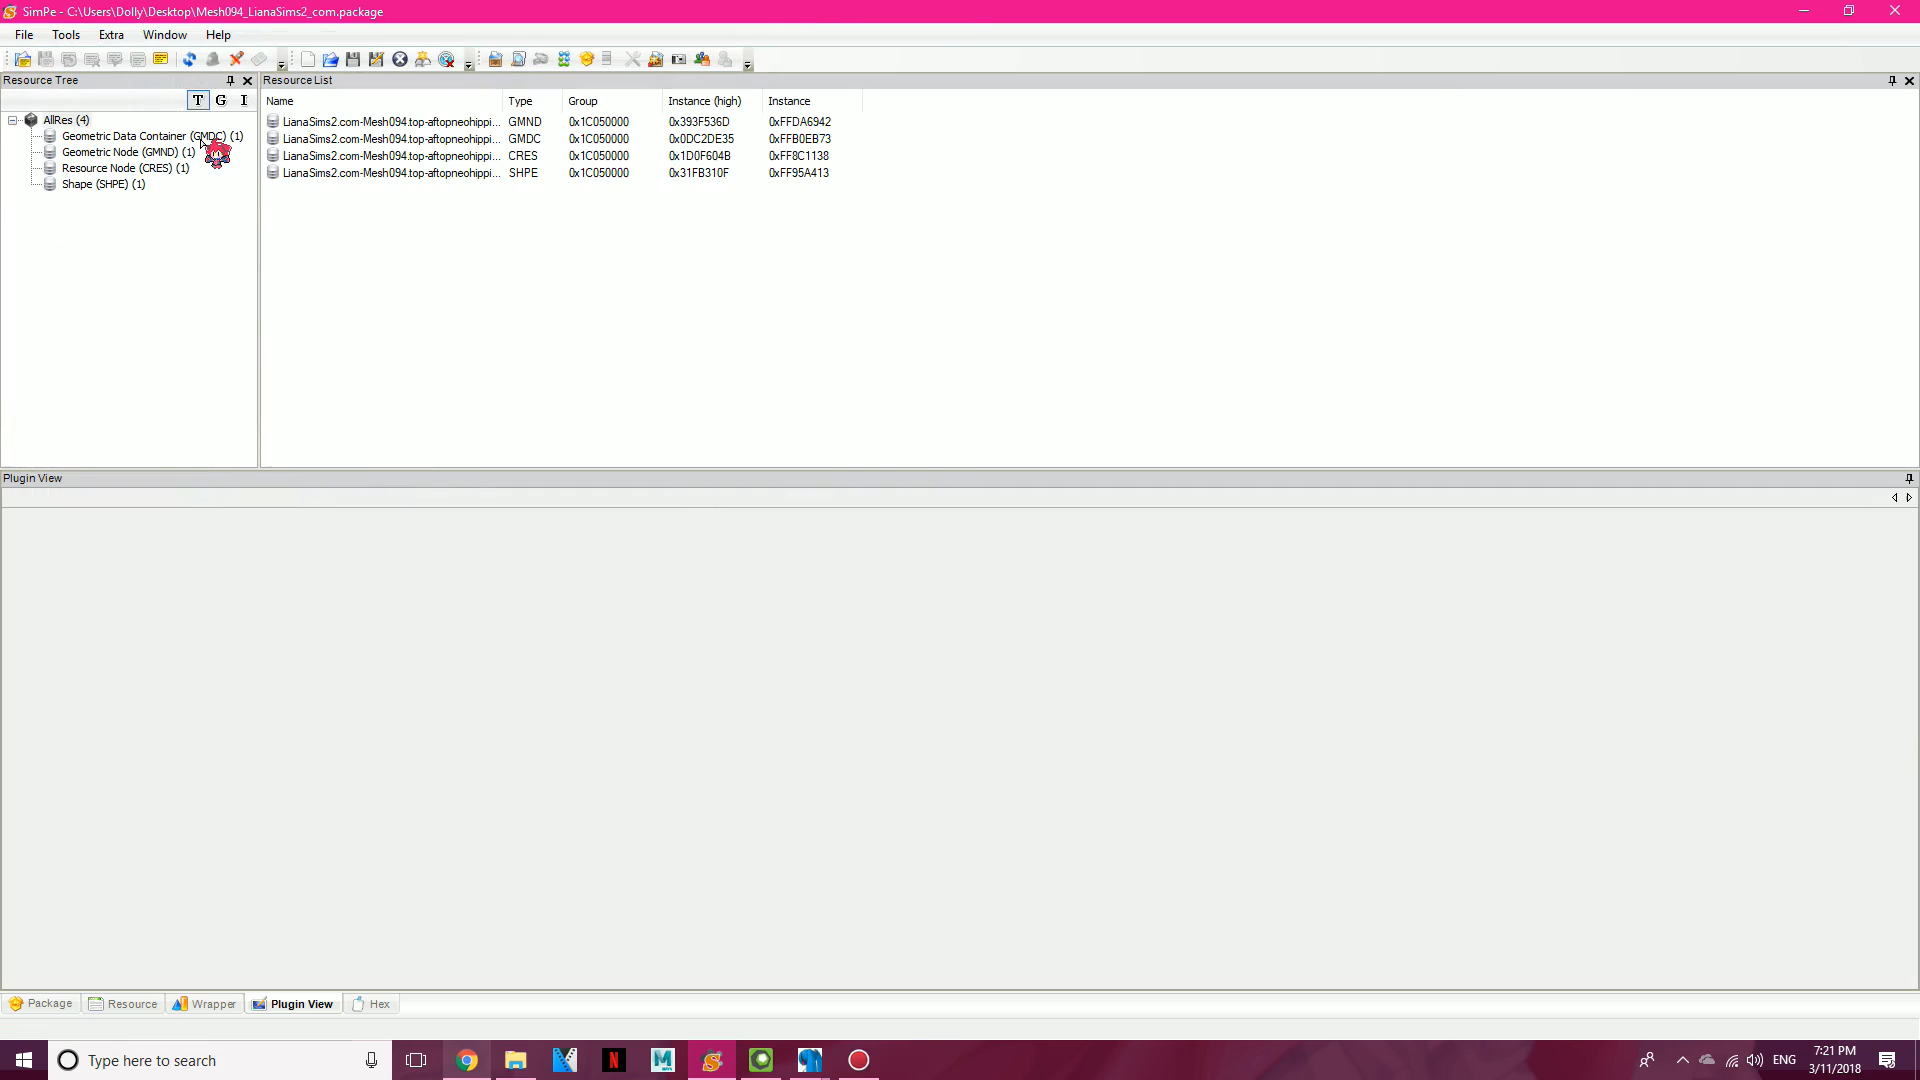 SimPe - C:\Users\Dolly\Desktop\Mesh094_LianaSims2_com.package
File Tools Extra Window Help
Resource Tree
T G I
AllRes (4)
Geometric Data Container (GMDC) (1)
Geometric Node (GMND) (1)
Resource Node (CRES) (1)
Shape (SHPE) (1)
Resource List
Name Type Group Instance (high) Instance
LianaSims2.com-Mesh094.top-aftopneohippi... GMND 0x1C050000 0x393F536D 0xFFDA6942
LianaSims2.com-Mesh094.top-aftopneohippi... GMDC 0x1C050000 0x0DC2DE35 0xFFB0EB73
LianaSims2.com-Mesh094.top-aftopneohippi... CRES 0x1C050000 0x1D0F604B 0xFF8C1138
LianaSims2.com-Mesh094.top-aftopneohippi... SHPE 0x1C050000 0x31FB310F 0xFF95A413
Plugin View
Package Resource Wrapper Plugin View Hex
Type here to search
ENG
7:21 PM
3/11/2018